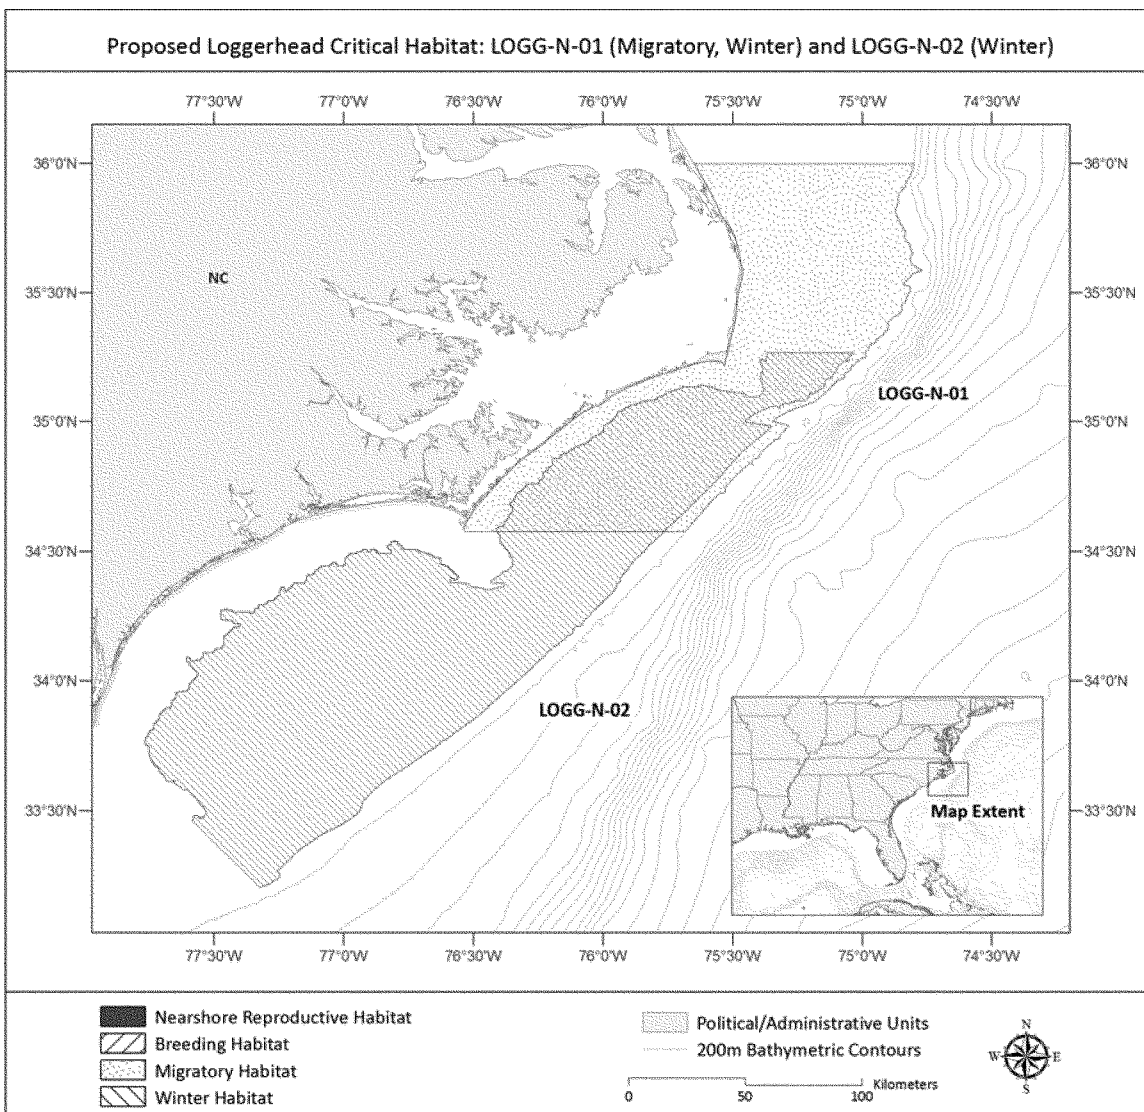 Proposed Loggerhead Critical Habitat: LOGG-N-01 (Migratory, Winter) and LOGG-N-02 (Winter)
77°30'W 77°0'W 76°30'W 76°0'W 75°30'W 75°0'W 74°30'W
36°0'N 36°0'N
NC
35°30'N 35°30'N
LOGG-N-01
35°0'N 35°0'N
34°30'N 34°30'N
34°0'N 34°0'N
LOGG-N-02
33°30'N 33°30'N
Map Extent
77°30'W 77°0'W 76°30'W 76°0'W 75°30'W 75°0'W 74°30'W
Nearshore Reproductive Habitat
Breeding Habitat
Migratory Habitat
Winter Habitat
Political/Administrative Units
200m Bathymetric Contours
Kilometers
0 50 100
N
W E
S